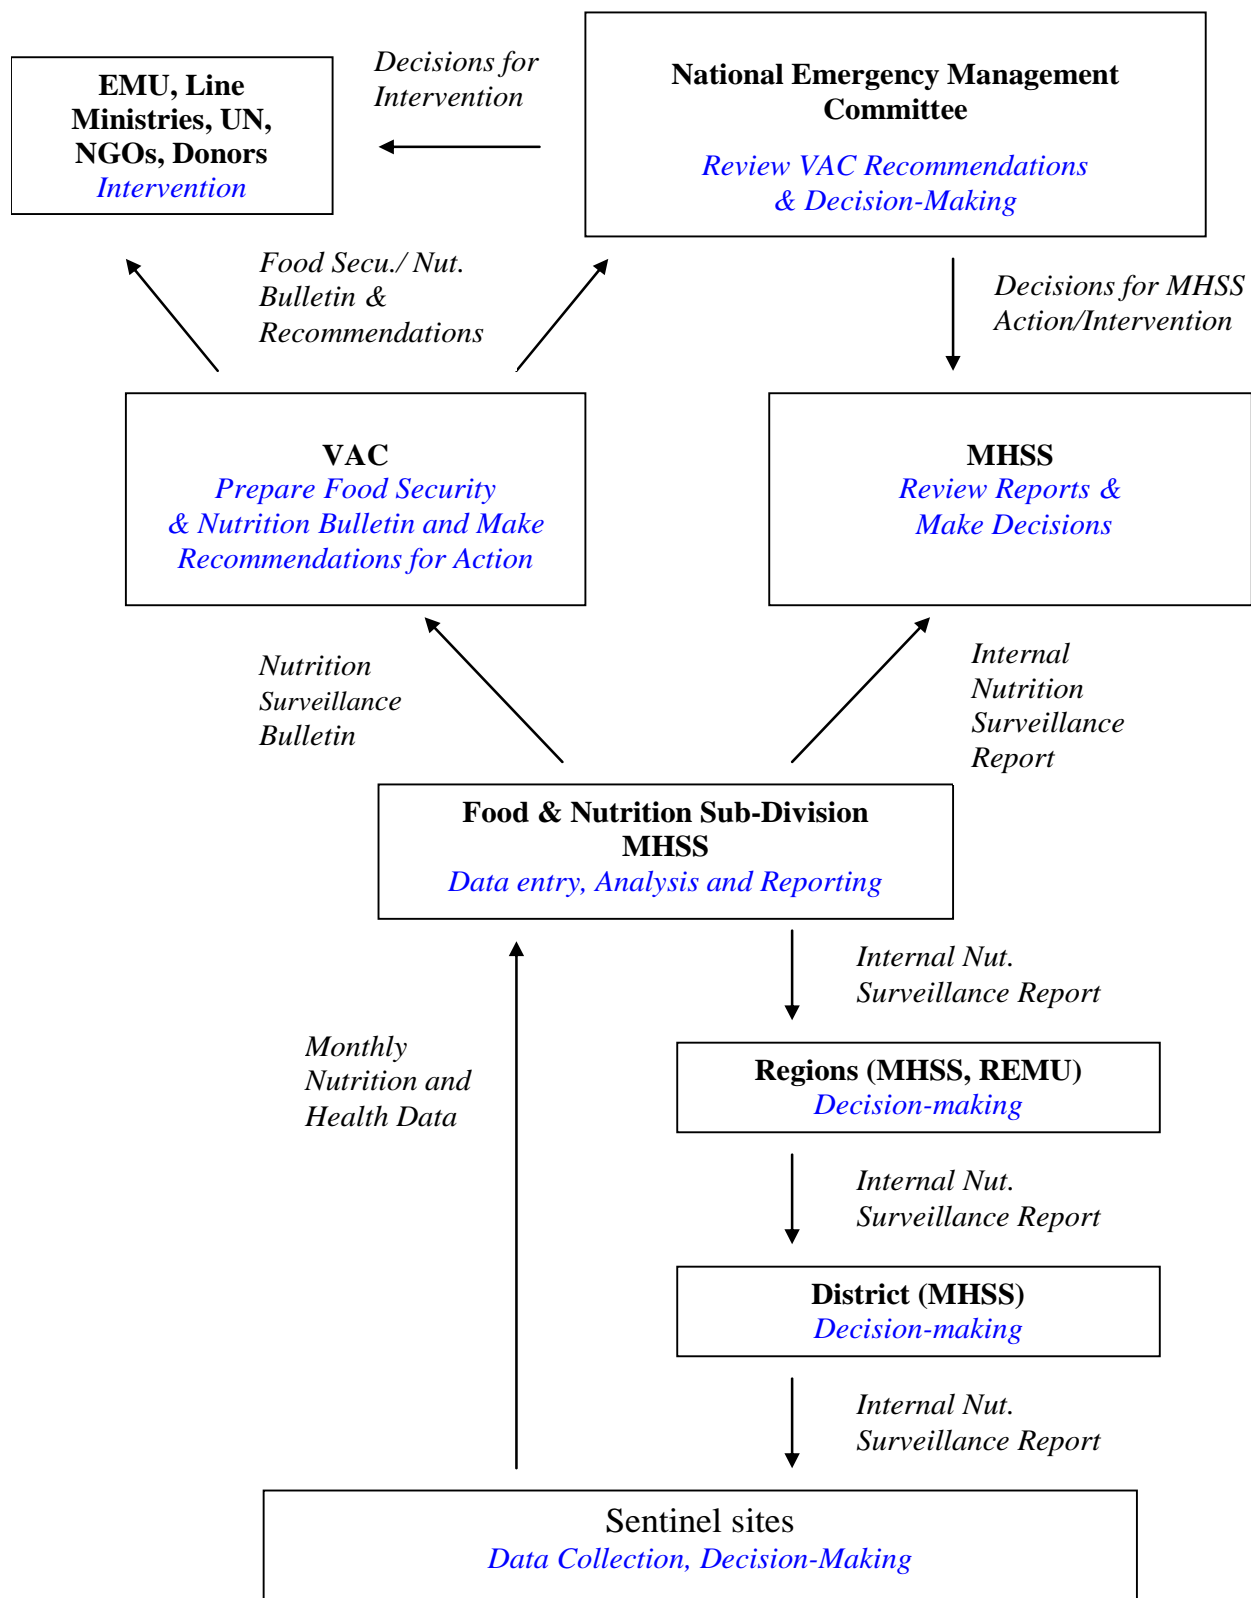 EMU, Line
Ministries, UN,
NGOs, Donors
Intervention
Decisions for
Intervention
National Emergency Management
Committee
Review VAC Recommendations
& Decision-Making
Food Secu./ Nut.
Bulletin &
Recommendations
Decisions for MHSS
Action/Intervention
VAC
Prepare Food Security
& Nutrition Bulletin and Make
Recommendations for Action
MHSS
Review Reports &
Make Decisions
Nutrition
Surveillance
Bulletin
Internal
Nutrition
Surveillance
Report
Food & Nutrition Sub-Division
MHSS
Data entry, Analysis and Reporting
Internal Nut.
Surveillance Report
Monthly
Nutrition and
Health Data
Regions (MHSS, REMU)
Decision-making
Internal Nut.
Surveillance Report
District (MHSS)
Decision-making
Internal Nut.
Surveillance Report
Sentinel sites
Data Collection, Decision-Making